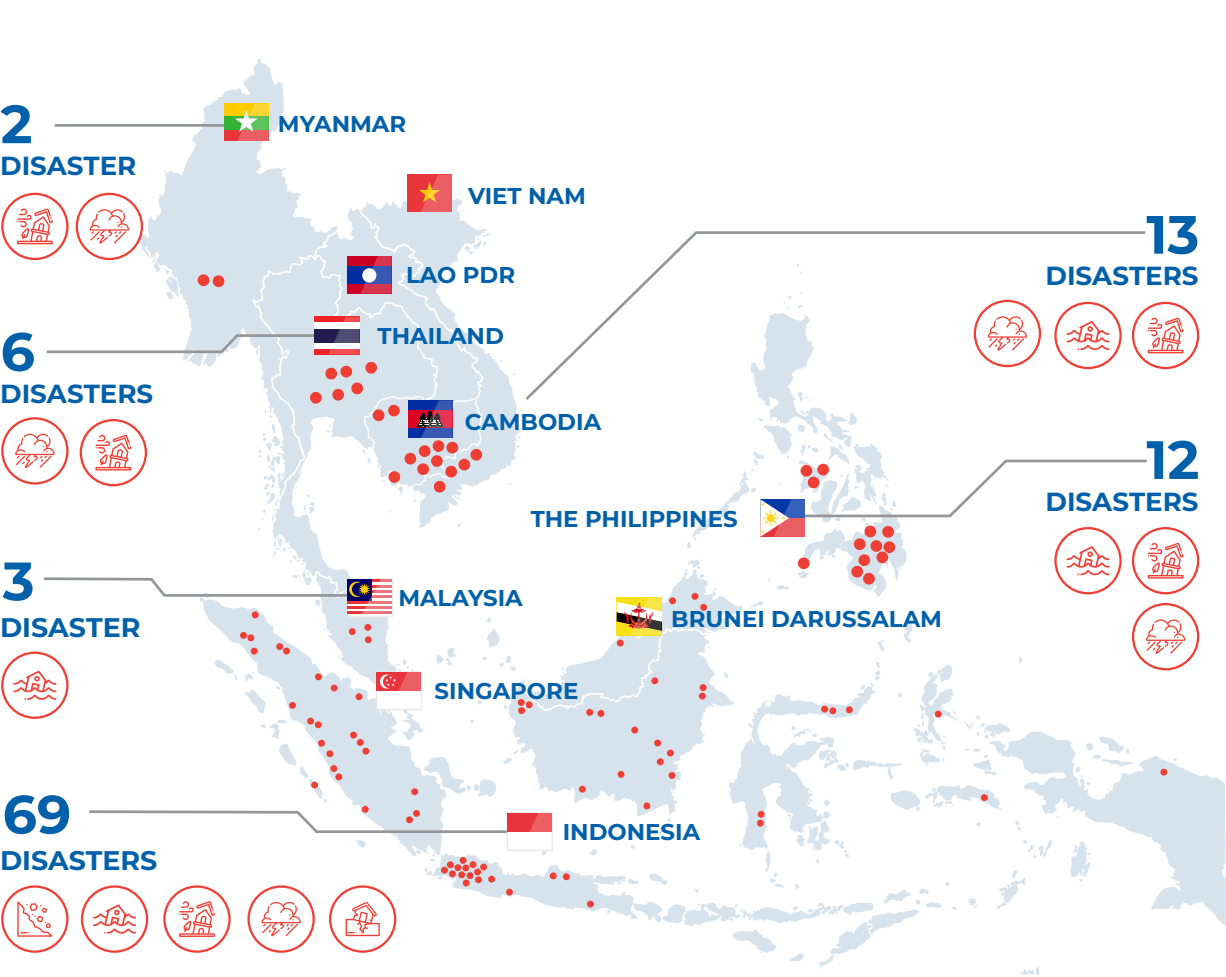 2
DISASTER
MYANMAR
VIET NAM
13
DISASTERS
LAO PDR
6
DISASTERS
THAILAND
CAMBODIA
12
DISASTERS
THE PHILIPPINES
3
DISASTER
MALAYSIA
BRUNEI DARUSSALAM
SINGAPORE
69
DISASTERS
INDONESIA